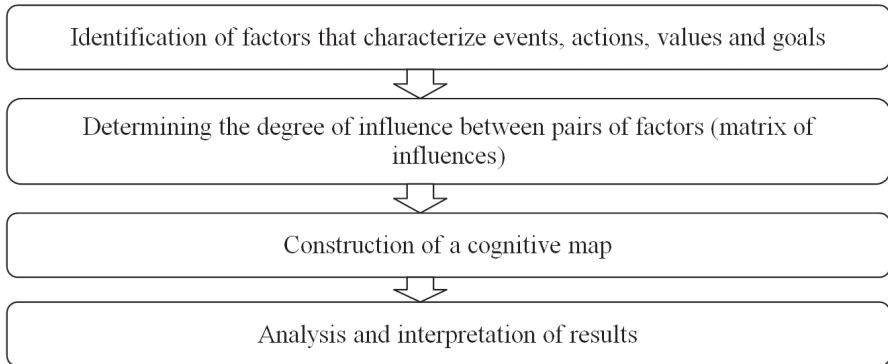 Identification of factors that characterize events, actions, values and goals
Determining the degree of influence between pairs of factors (matrix of
influences)
Construction of a cognitive map
Analysis and interpretation of results